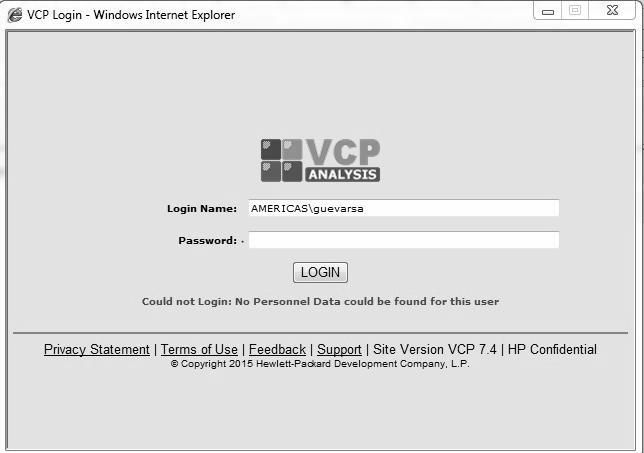 VCP Login - Windows Internet Explorer
VCP
ANALYSIS
Login Name: AMERICAS\guevarsa
Password:
LOGIN
Could not Login: No Personnel Data could be found for this user
Privacy Statement | Terms of Use | Feedback | Support | Site Version VCP 7.4 | HP Confidential
© Copyright 2015 Hewlett-Packard Development Company, L.P.